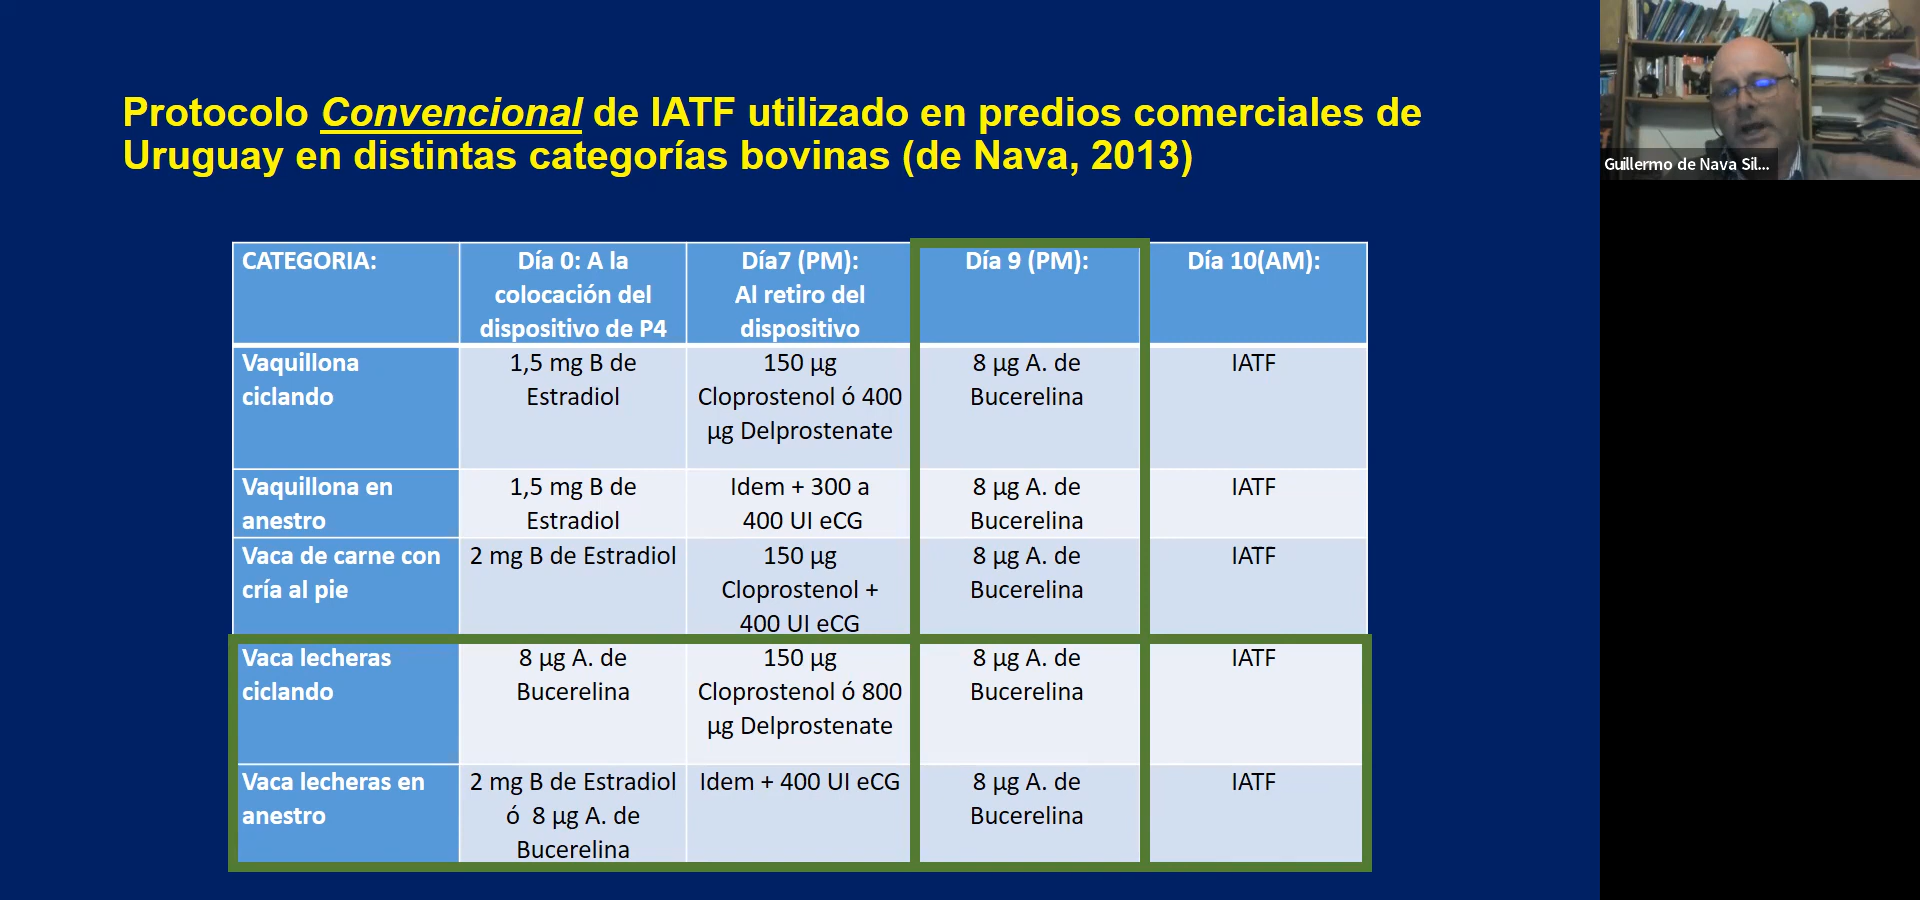 Protocolo Convencional de IATF utilizado en predios comerciales de
Uruguay en distintas categorías bovinas (de Nava, 2013)
Guillermo de Nava Sil...
CATEGORIA:
Día 0: A la
colocación del
dispositivo de P4
Día7 (PM):
Al retiro del
dispositivo
Día 9 (PM):
Día 10(AM):
Vaquillona
ciclando
1,5 mg B de
Estradiol
150 µg
Cloprostenol ó 400
µg Delprostenate
8 µg A. de
Bucerelina
IATF
Vaquillona en
anestro
1,5 mg B de
Estradiol
Idem + 300 a
400 UI eCG
8 µg A. de
Bucerelina
IATF
Vaca de carne con
cría al pie
2 mg B de Estradiol
150 µg
Cloprostenol +
400 UI eCG
8 µg A. de
Bucerelina
IATF
Vaca lecheras
ciclando
8 µg A. de
Bucerelina
150 µg
Cloprostenol ó 800
µg Delprostenate
8 µg A. de
Bucerelina
IATF
Vaca lecheras en
anestro
2 mg B de Estradiol
ó 8 µg A. de
Bucerelina
Idem + 400 UI eCG
8 µg A. de
Bucerelina
IATF